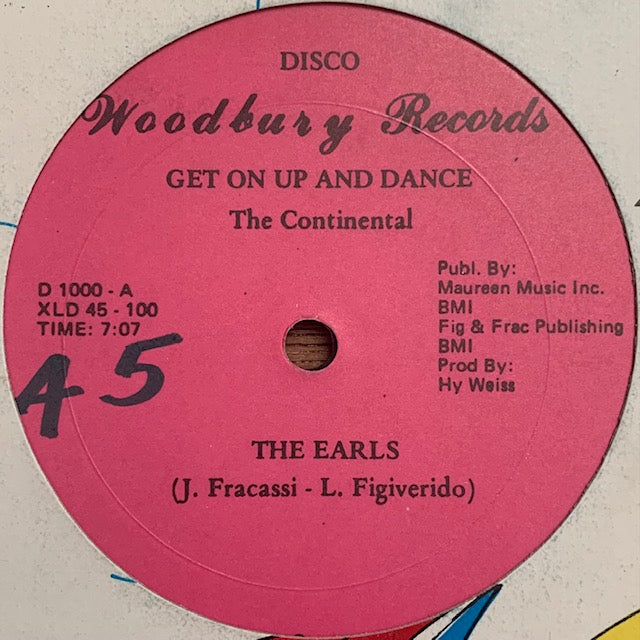 DISCO
Woodbury Records
GET ON UP AND DANCE
The Continental
D 1000 - A
XLD 45 - 100
TIME: 7:07
Publ. By:
Maureen Music Inc.
BMI
Fig & Frac Publishing
BMI
Prod By:
Hy Weiss
45
THE EARLS
(J. Fracassi - L. Figiverido)